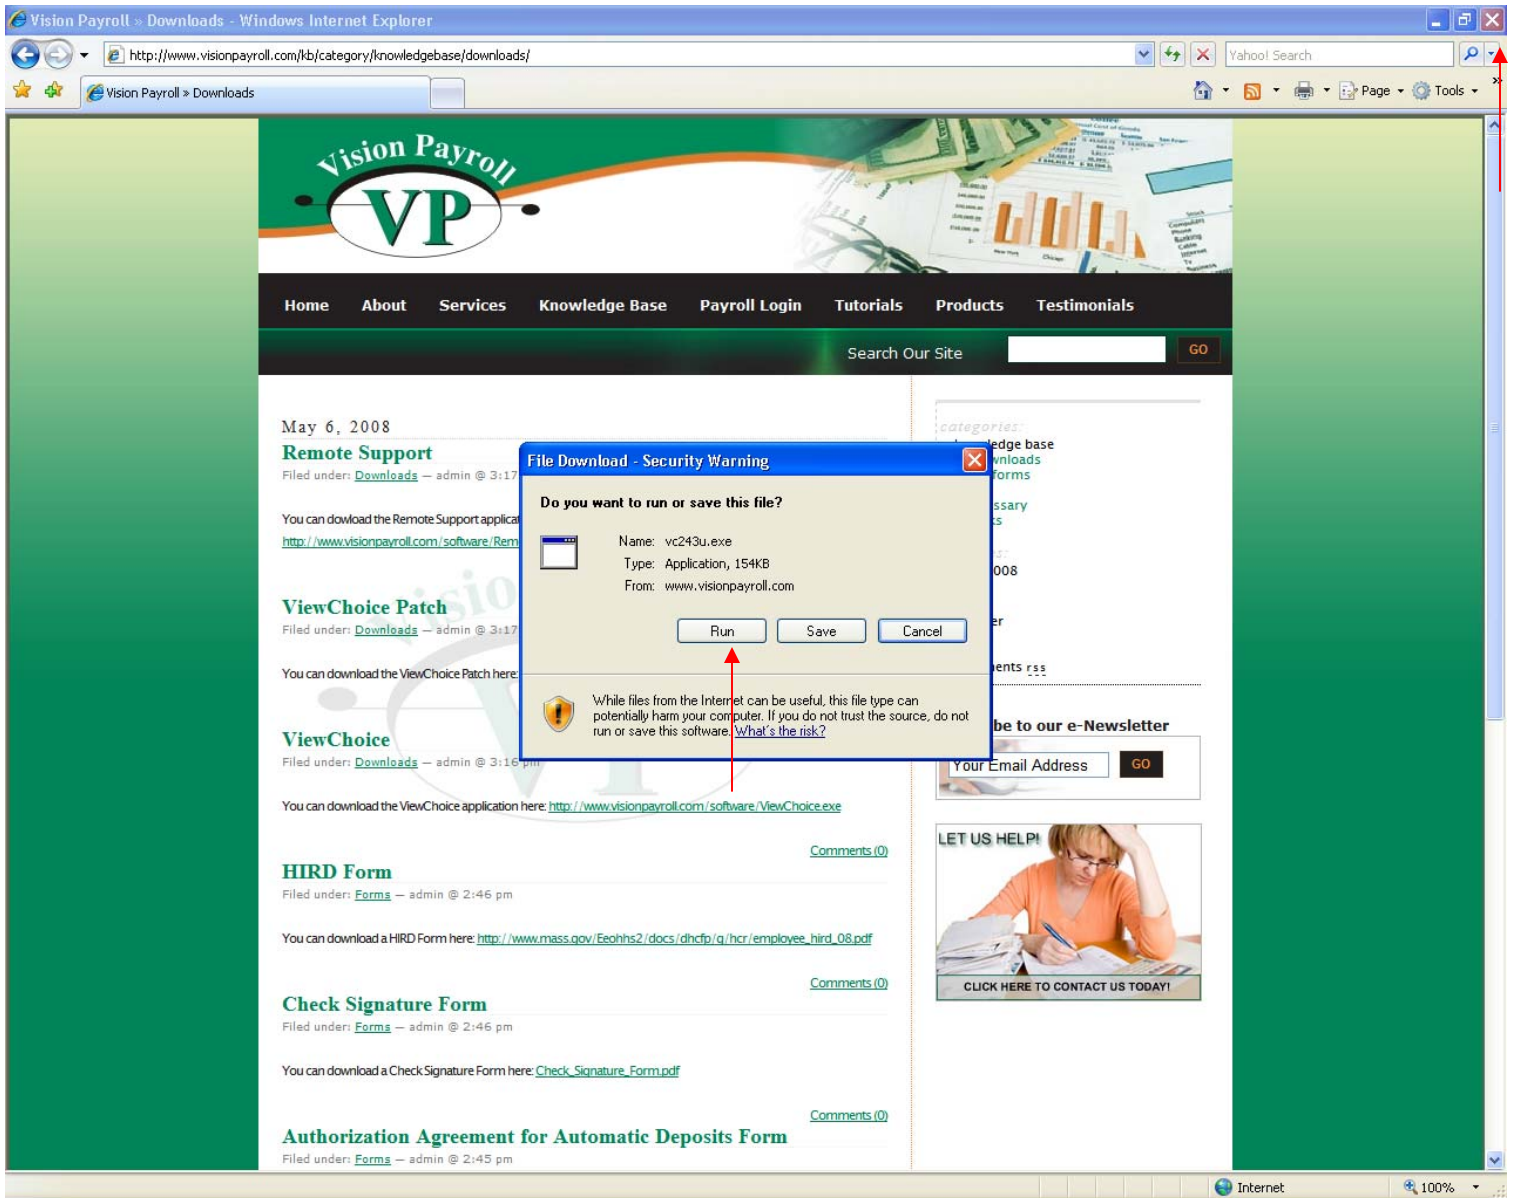 Vision Payroll » Downloads - Windows Internet Explorer
http://www.visionpayroll.com/kb/category/knowledgebase/downloads/
Yahoo! Search
Vision Payroll » Downloads
Page
Tools
Vision Payroll
VP
Home About Services Knowledge Base Payroll Login Tutorials Products Testimonials
Search Our Site
GO
May 6, 2008
Remote Support
Filed under: Downloads — admin @ 3:17
You can dowload the Remote Support applicat
http://www.visionpayroll.com/software/Rem
ViewChoice Patch
Filed under: Downloads — admin @ 3:17
You can download the ViewChoice Patch here:
ViewChoice
Filed under: Downloads — admin @ 3:16 pm
You can download the ViewChoice application here: http://www.visionpayroll.com/software/ViewChoice.exe
Comments (0)
HIRD Form
Filed under: Forms — admin @ 2:46 pm
You can download a HIRD Form here: http://www.mass.gov/Eeohhs2/docs/dhcfp/q/hcr/employee_hird_08.pdf
Comments (0)
Check Signature Form
Filed under: Forms — admin @ 2:46 pm
You can download a Check Signature Form here: Check_Signature_Form.pdf
Comments (0)
Authorization Agreement for Automatic Deposits Form
Filed under: Forms — admin @ 2:45 pm
File Download - Security Warning
Do you want to run or save this file?
Name: vc243u.exe
Type: Application, 154KB
From: www.visionpayroll.com
Run Save Cancel
While files from the Internet can be useful, this file type can
potentially harm your computer. If you do not trust the source, do not
run or save this software. What's the risk?
categories:
edge base
wnloads
forms
ssary
ks
008
er
ents rss
be to our e-Newsletter
Your Email Address
GO
LET US HELP!
CLICK HERE TO CONTACT US TODAY!
Internet
100%